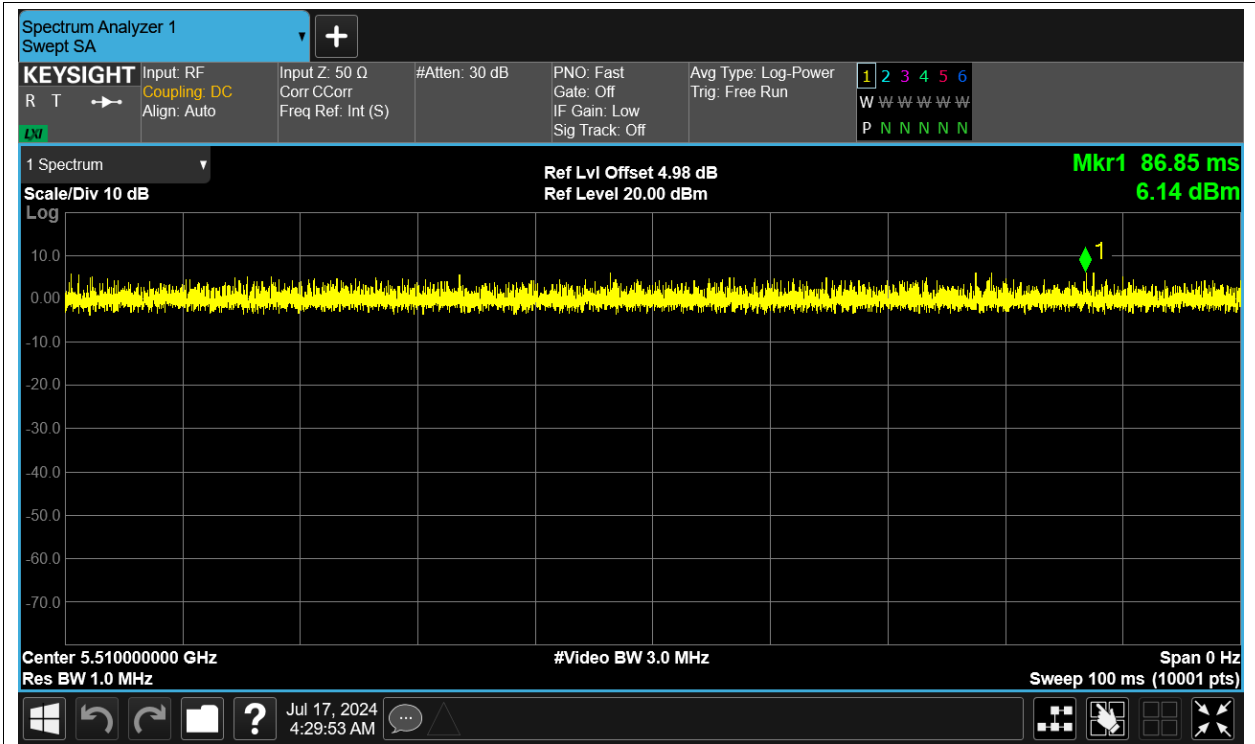 Spectrum Analyzer 1
Swept SA
KEYSIGHT
R T
LXI
Input: RF
Coupling: DC
Align: Auto
Input Z: 50 Ω
Corr CCorr
Freq Ref: Int (S)
#Atten: 30 dB
PNO: Fast
Gate: Off
IF Gain: Low
Sig Track: Off
Avg Type: Log-Power
Trig: Free Run
1 2 3 4 5 6
W W W W W W
P N N N N N
1 Spectrum
Scale/Div 10 dB
Log
Ref Lvl Offset 4.98 dB
Ref Level 20.00 dBm
Mkr1 86.85 ms
6.14 dBm
1
10.0
0.00
-10.0
-20.0
-30.0
-40.0
-50.0
-60.0
-70.0
Center 5.510000000 GHz
Res BW 1.0 MHz
#Video BW 3.0 MHz
Span 0 Hz
Sweep 100 ms (10001 pts)
?
Jul 17, 2024
4:29:53 AM